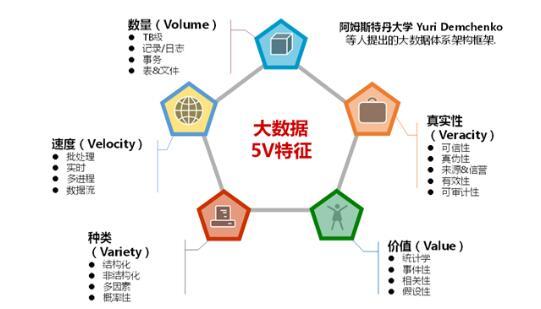 数量（Volume）
TB级
记录/日志
事务
表&文件
阿姆斯特丹大学 Yuri Demchenko
等人提出的大数据体系架构框架.
大数据
5V特征
真实性
（Veracity）
可信性
真伪性
来源&信誉
有效性
可审计性
速度（Velocity）
批处理
实时
多进程
数据流
种类
（Variety）
结构化
非结构化
多因素
概率性
价值（Value）
统计学
事件性
相关性
假设性